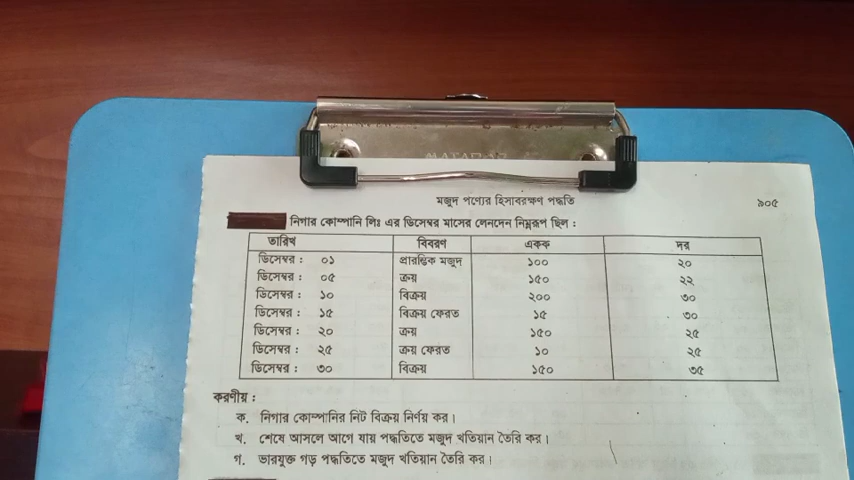 মজুদ পণ্যের হিসাবরক্ষণ পদ্ধতি ৯০৫
নিগার কোম্পানি লিঃ এর ডিসেম্বর মাসের লেনদেন নিম্নরূপ ছিল :
তারিখ বিবরণ একক দর
ডিসেম্বর : ০১ প্রারম্ভিক মজুদ ১০০ ২০
ডিসেম্বর : ০৫ ক্রয় ১৫০ ২২
ডিসেম্বর : ১০ বিক্রয় ২০০ ৩০
ডিসেম্বর : ১৫ বিক্রয় ফেরত ১৫ ৩০
ডিসেম্বর : ২০ ক্রয় ১৫০ ২৫
ডিসেম্বর : ২৫ ক্রয় ফেরত ১০ ২৫
ডিসেম্বর : ৩০ বিক্রয় ১৫০ ৩৫
করণীয় :
ক. নিগার কোম্পানির নিট বিক্রয় নির্ণয় কর।
খ. শেষে আসলে আগে যায় পদ্ধতিতে মজুদ খতিয়ান তৈরি কর।
গ. ভারযুক্ত গড় পদ্ধতিতে মজুদ খতিয়ান তৈরি কর।